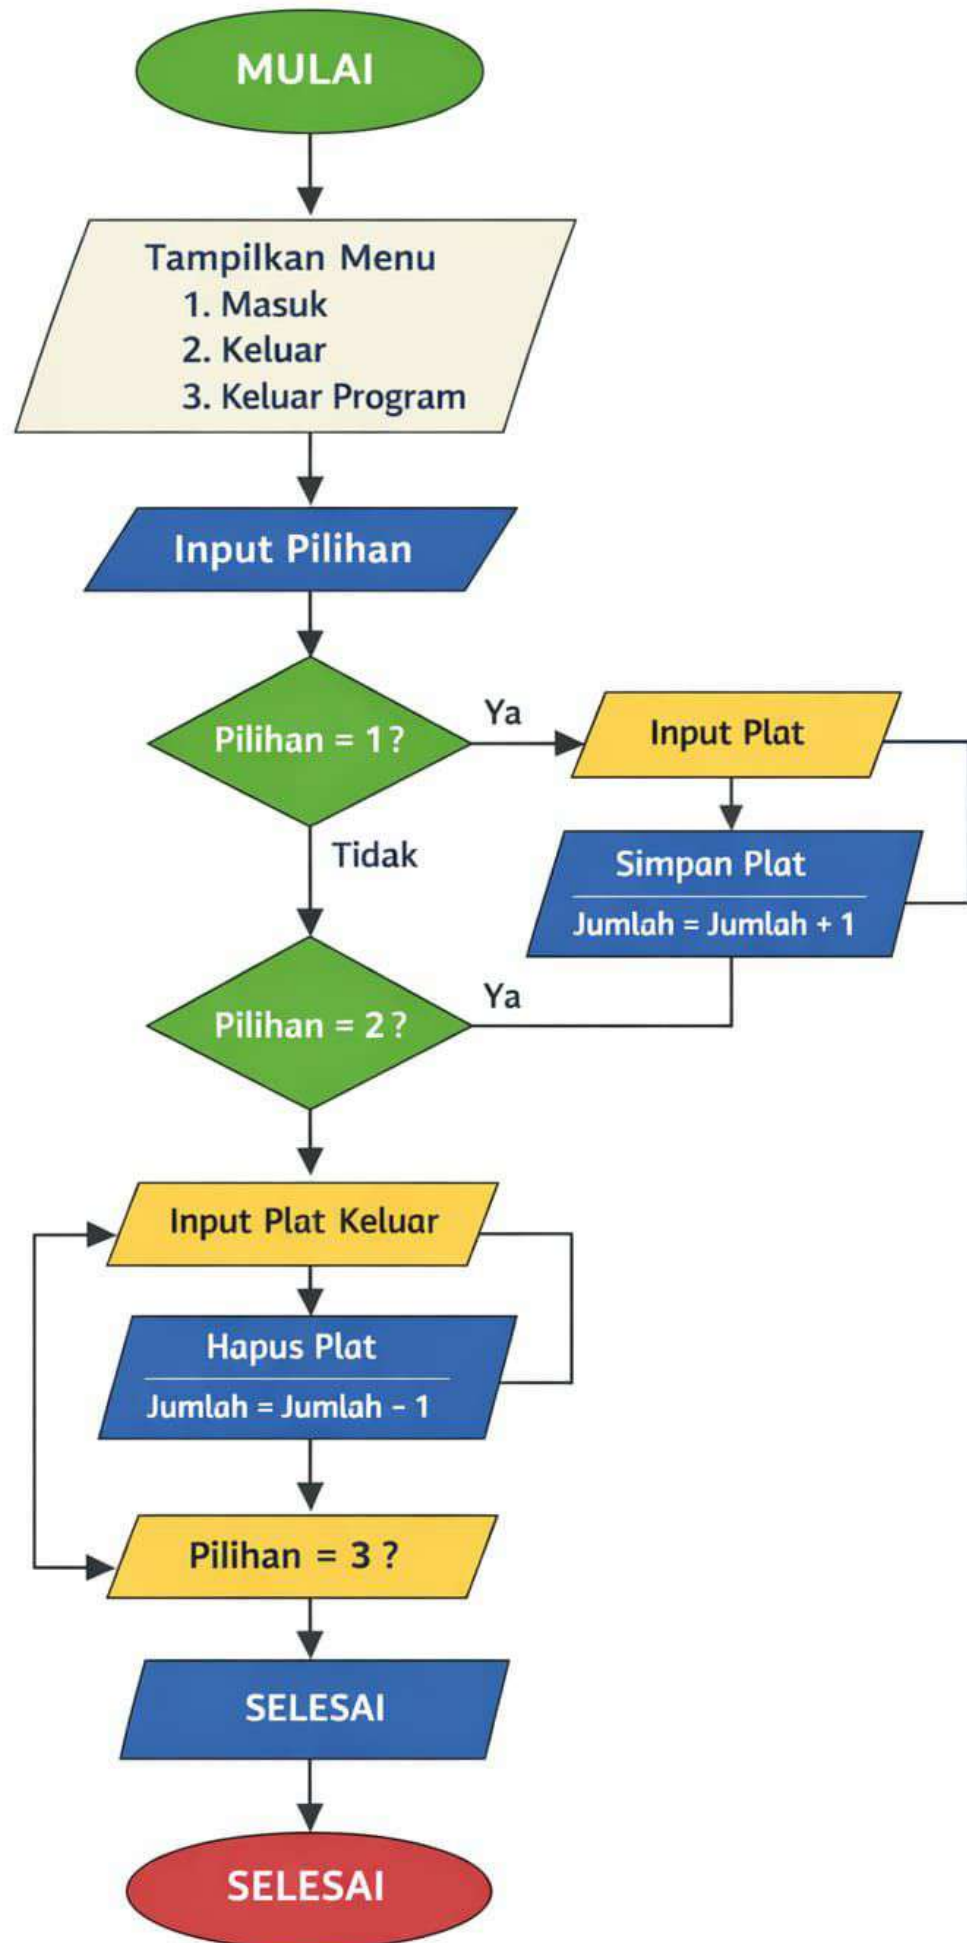 MULAI
Tampilkan Menu
1. Masuk
2. Keluar
3. Keluar Program
Input Pilihan
Pilihan = 1 ?
Ya
Input Plat
Simpan Plat
Jumlah = Jumlah + 1
Tidak
Pilihan = 2 ?
Ya
Input Plat Keluar
Hapus Plat
Jumlah = Jumlah – 1
Pilihan = 3 ?
SELESAI
SELESAI